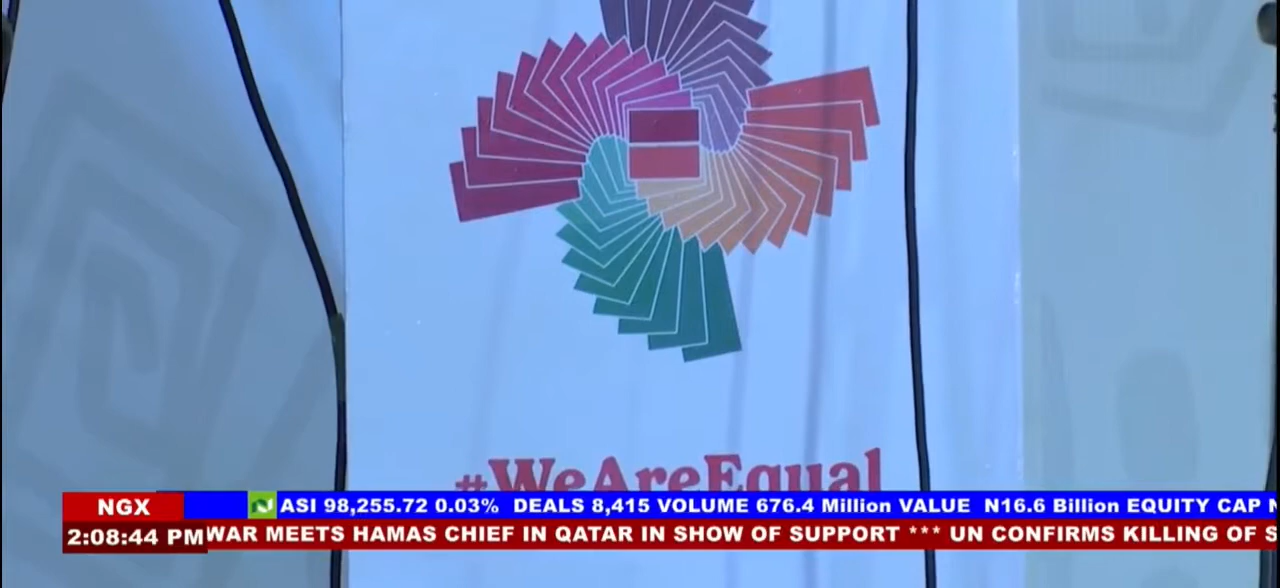 #WeAreEqual
NGX ASI 98,255.72 0.03% DEALS 8,415 VOLUME 676.4 Million VALUE N16.6 Billion EQUITY CAP
2:08:44 PM WAR MEETS HAMAS CHIEF IN QATAR IN SHOW OF SUPPORT *** UN CONFIRMS KILLING OF